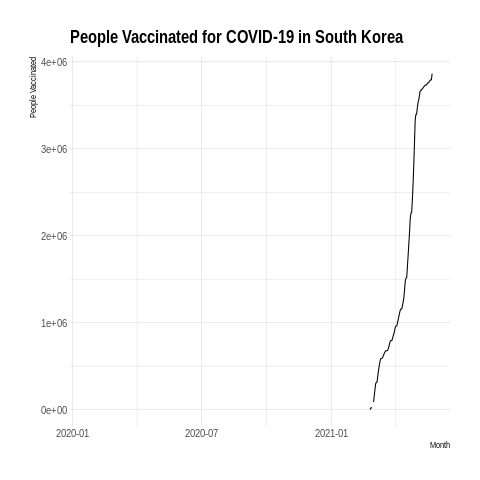 People Vaccinated for COVID-19 in South Korea
People Vaccinated
4e+06
3e+06
2e+06
1e+06
0e+00
2020-01 2020-07 2021-01
Month